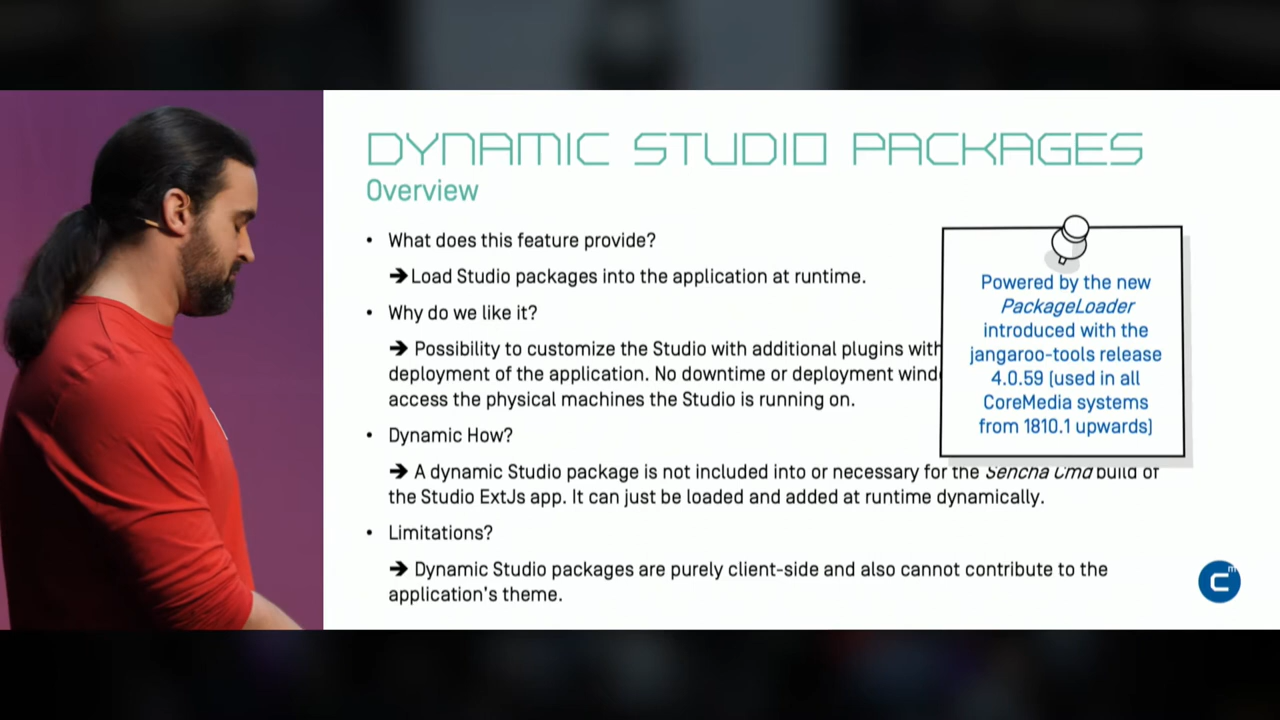 DYNAMIC STUDIO PACKAGES
Overview
• What does this feature provide?
➔ Load Studio packages into the application at runtime.
• Why do we like it?
➔ Possibility to customize the Studio with additional plugins with
deployment of the application. No downtime or deployment
access the physical machines the Studio is running on.
• Dynamic How?
➔ A dynamic Studio package is not included into or necessary for the Sencha Cmd build of
the Studio ExtJs app. It can just be loaded and added at runtime dynamically.
• Limitations?
➔ Dynamic Studio packages are purely client-side and also cannot contribute to the
application's theme.
Powered by the new
PackageLoader
introduced with the
jangaroo-tools release
4.0.59 (used in all
CoreMedia systems
from 1810.1 upwards)
Cm